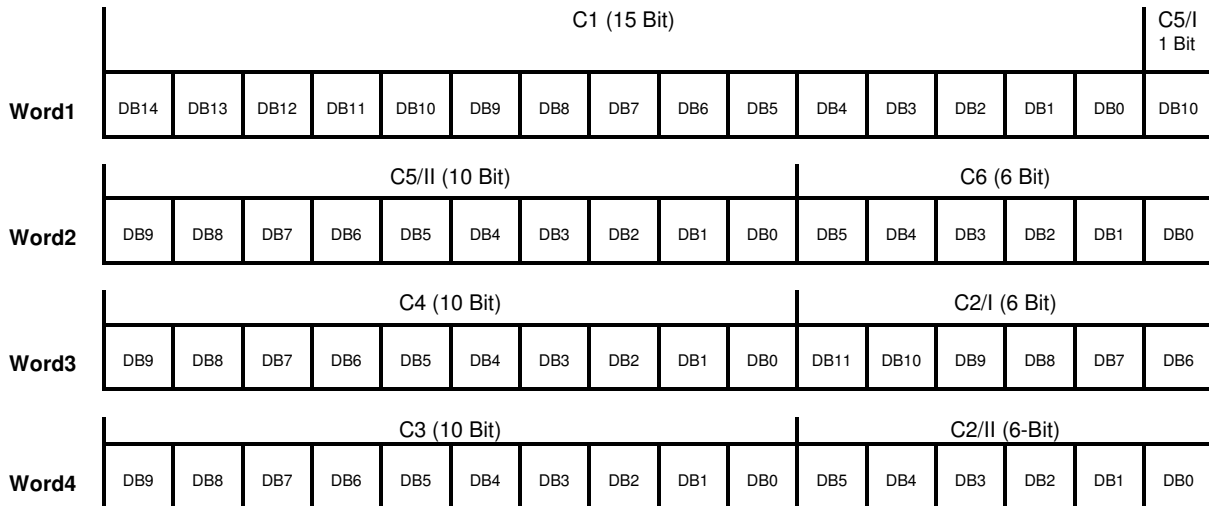 C1 (15 Bit) C5/I
1 Bit
Word1 DB14 DB13 DB12 DB11 DB10 DB9 DB8 DB7 DB6 DB5 DB4 DB3 DB2 DB1 DB0 DB10
C5/II (10 Bit) C6 (6 Bit)
Word2 DB9 DB8 DB7 DB6 DB5 DB4 DB3 DB2 DB1 DB0 DB5 DB4 DB3 DB2 DB1 DB0
C4 (10 Bit) C2/I (6 Bit)
Word3 DB9 DB8 DB7 DB6 DB5 DB4 DB3 DB2 DB1 DB0 DB11 DB10 DB9 DB8 DB7 DB6
C3 (10 Bit) C2/II (6-Bit)
Word4 DB9 DB8 DB7 DB6 DB5 DB4 DB3 DB2 DB1 DB0 DB5 DB4 DB3 DB2 DB1 DB0